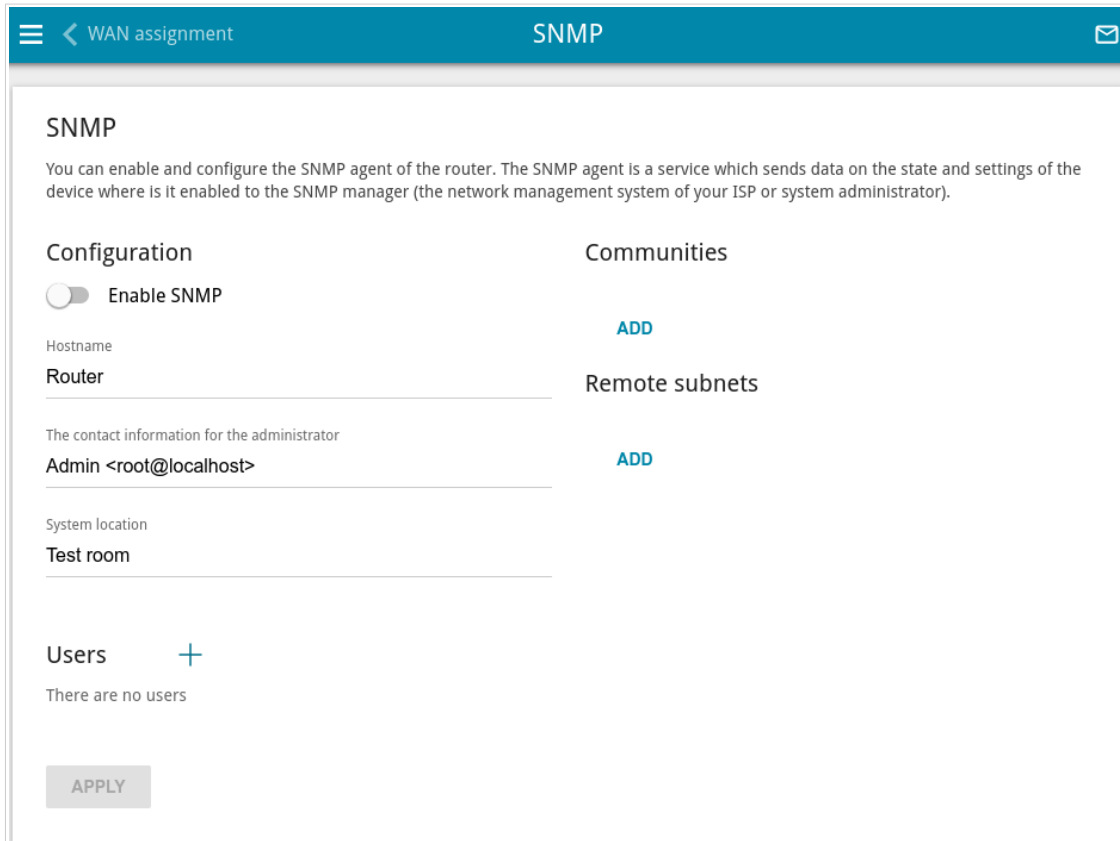 WAN assignment
SNMP
SNMP
You can enable and configure the SNMP agent of the router. The SNMP agent is a service which sends data on the state and settings of the
device where is it enabled to the SNMP manager (the network management system of your ISP or system administrator).
Configuration
Enable SNMP
Hostname
Router
The contact information for the administrator
Admin <root@localhost>
System location
Test room
Users
There are no users
APPLY
Communities
ADD
Remote subnets
ADD